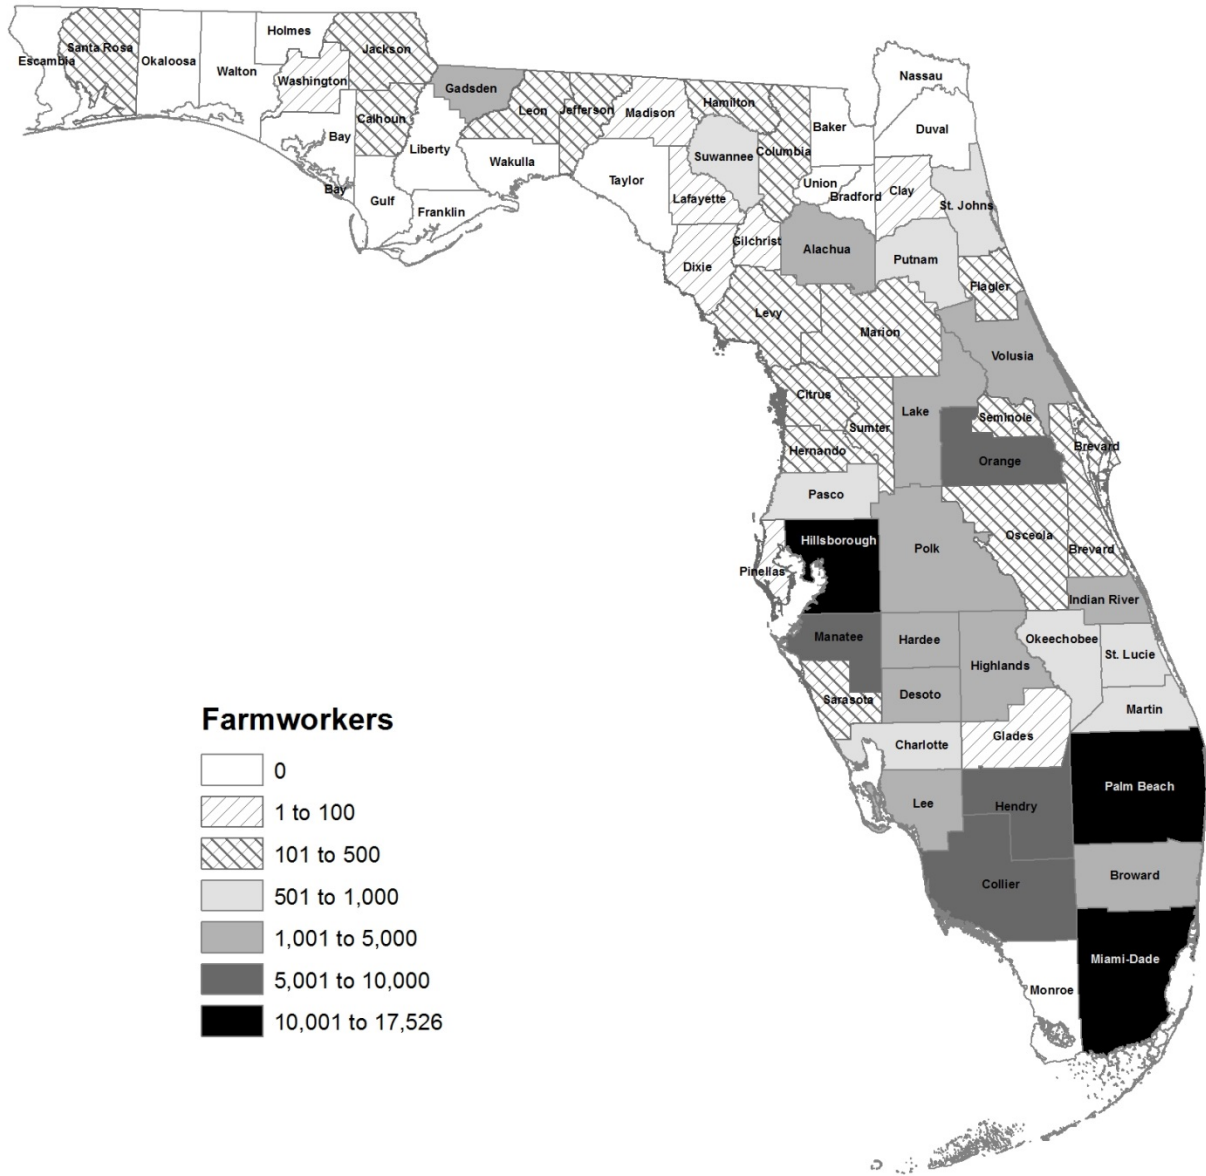 Holmes
Santa Rosa
Jackson
Escambia
Okaloosa
Walton
Washington
Gadsden
Nassau
Calhoun
Leon
Jefferson
Madison
Hamilton
Baker
Duval
Bay
Liberty
Wakulla
Suwannee
Columbia
Taylor
Bay
Union
Bradford
Clay
Gulf
Franklin
Lafayette
St. Johns
Gilchrist
Alachua
Putnam
Dixie
Flagler
Levy
Marion
Volusia
Citrus
Lake
Seminole
Sumter
Hernando
Brevard
Orange
Pasco
Hillsborough
Polk
Osceola
Brevard
Pinellas
Indian River
Manatee
Hardee
Okeechobee
St. Lucie
Highlands
Sarasota
Desoto
Martin
Farmworkers
Charlotte
Glades
0
1 to 100
101 to 500
501 to 1,000
1,001 to 5,000
5,001 to 10,000
10,001 to 17,526
Palm Beach
Lee
Hendry
Collier
Broward
Miami-Dade
Monroe